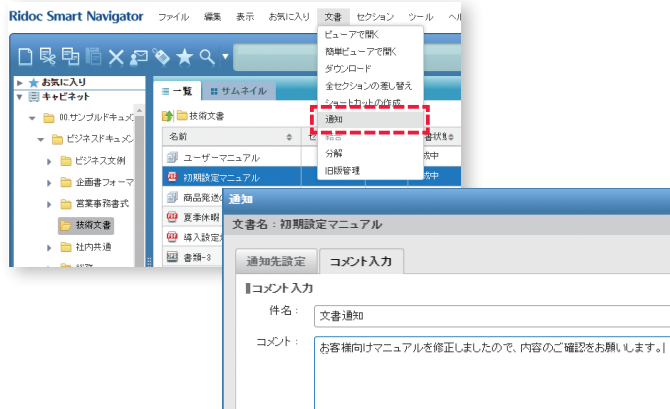 Ridoc Smart Navigator ファイル 編集 表示 お気に入り 文書 セクション ツール
ビューアで開く
簡単ビューアで開く
ダウンロード
全セクションの差し替え
ショートカットの作成
通知
結合
分解
旧版管理
お気に入り
キャビネット
00.サンプルドキュメ
ビジネスドキュメン
ビジネス文例
企画書フォーマ
営業事務書式
技術文書
社内共通
一覧 サムネイル
技術文書
名前
ユーザーマニュアル
初期設定マニュアル
商品発送の
夏季休暇
導入設定
書類-3
通知
文書名：初期設定マニュアル
通知先設定 コメント入力
コメント入力
件名： 文書通知
コメント： お客様向けマニュアルを修正しましたので、内容のご確認をお願いします。